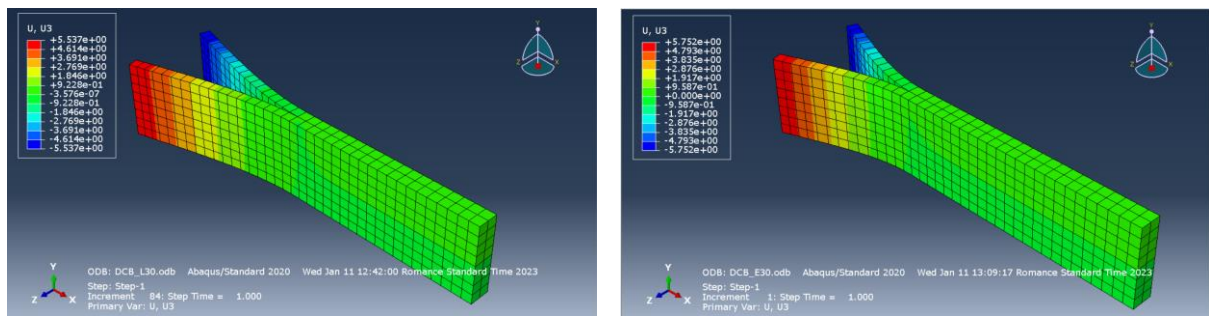 U, U3
+5.537e+00
+4.614e+00
+3.691e+00
+2.769e+00
+1.846e+00
+9.228e-01
-3.576e-07
-9.228e-01
-1.846e+00
-2.769e+00
-3.691e+00
-4.614e+00
-5.537e+00
Y
Y
Z
X
ODB: DCB_L30.odb Abaqus/Standard 2020 Wed Jan 11 12:42:00 Romance Standard Time 2023
Step: Step-1
Increment 84: Step Time = 1.000
Primary Var: U, U3
U, U3
+5.752e+00
+4.793e+00
+3.835e+00
+2.876e+00
+1.917e+00
+9.587e-01
+0.000e+00
-9.587e-01
-1.917e+00
-2.876e+00
-3.835e+00
-4.793e+00
-5.752e+00
Y
Y
Z
X
ODB: DCB_E30.odb Abaqus/Standard 2020 Wed Jan 11 13:09:17 Romance Standard Time 2023
Step: Step-1
Increment 1: Step Time = 1.000
Primary Var: U, U3